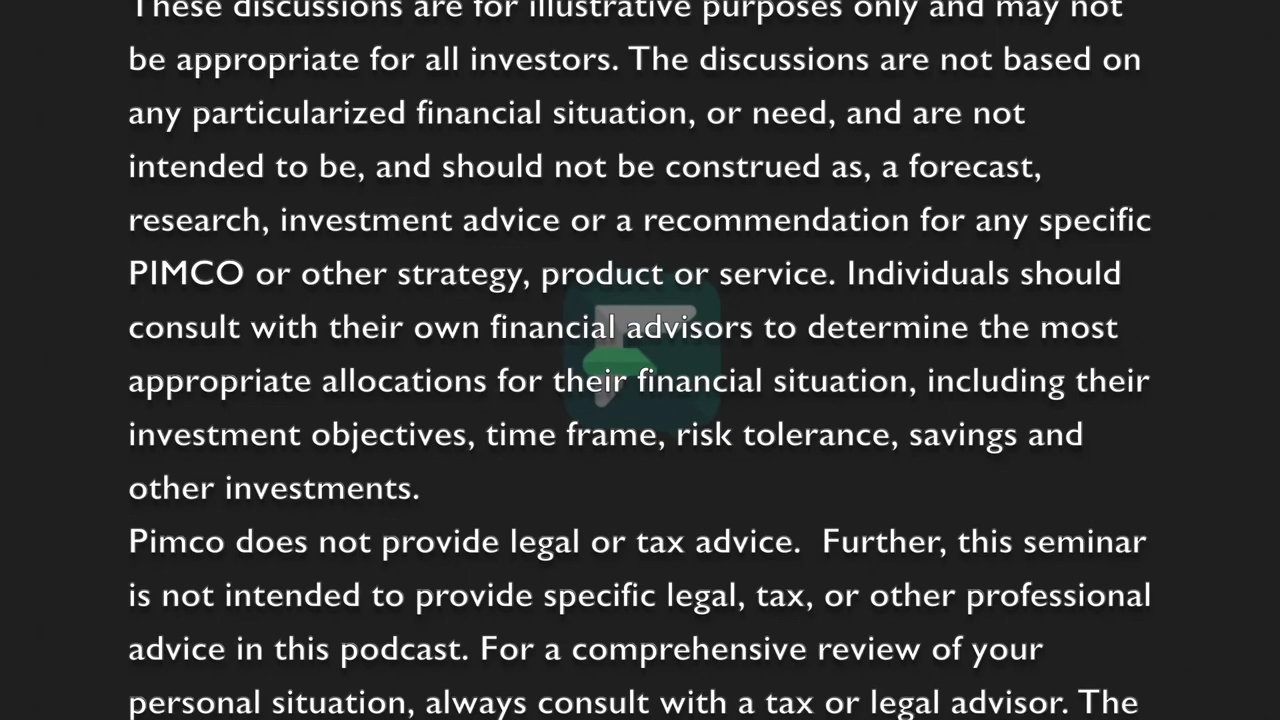 These discussions are for illustrative purposes only and may not
be appropriate for all investors. The discussions are not based on
any particularized financial situation, or need, and are not
intended to be, and should not be construed as, a forecast,
research, investment advice or a recommendation for any specific
PIMCO or other strategy, product or service. Individuals should
consult with their own financial advisors to determine the most
appropriate allocations for their financial situation, including their
investment objectives, time frame, risk tolerance, savings and
other investments.
Pimco does not provide legal or tax advice.  Further, this seminar
is not intended to provide specific legal, tax, or other professional
advice in this podcast. For a comprehensive review of your
personal situation, always consult with a tax or legal advisor. The